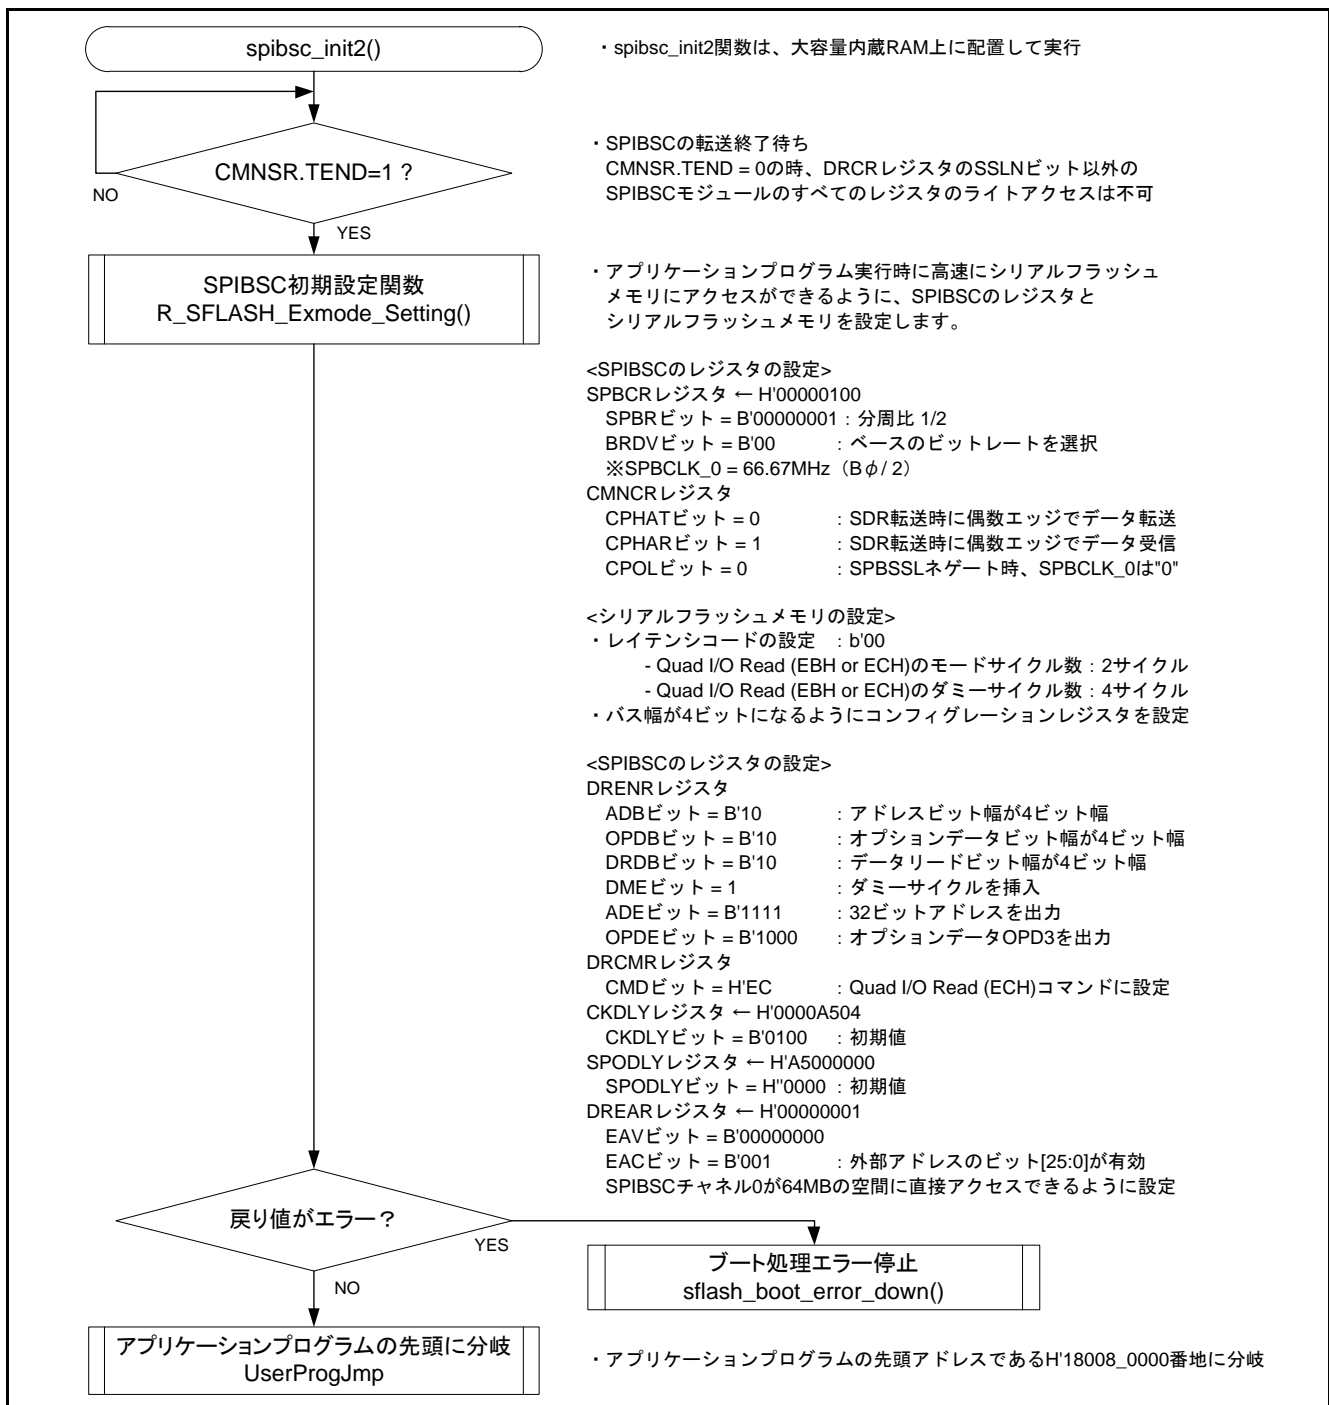 spibsc_init2()
・spibsc_init2関数は、大容量内蔵RAM上に配置して実行
CMNSR.TEND=1 ?
NO
YES
・SPIBSCの転送終了待ち
CMNSR.TEND = 0の時、DRCRレジスタのSSLNビット以外の
SPIBSCモジュールのすべてのレジスタのライトアクセスは不可
SPIBSC初期設定関数
R_SFLASH_Exmode_Setting()
・アプリケーションプログラム実行時に高速にシリアルフラッシュ
メモリにアクセスができるように、SPIBSCのレジスタと
シリアルフラッシュメモリを設定します。
<SPIBSCのレジスタの設定>
SPBCRレジスタ ← H'00000100
SPBRビット = B'00000001：分周比 1/2
BRDVビット = B'00 ：ベースのビットレートを選択
※SPBCLK_0 = 66.67MHz（Bφ/ 2）
CMNCRレジスタ
CPHATビット = 0 ：SDR転送時に偶数エッジでデータ転送
CPHARビット = 1 ：SDR転送時に偶数エッジでデータ受信
CPOLビット = 0 ：SPBSSLネゲート時、SPBCLK_0は"0"
<シリアルフラッシュメモリの設定>
・レイテンシコードの設定 ：b'00
- Quad I/O Read (EBH or ECH)のモードサイクル数：2サイクル
- Quad I/O Read (EBH or ECH)のダミーサイクル数：4サイクル
・バス幅が4ビットになるようにコンフィグレーションレジスタを設定
<SPIBSCのレジスタの設定>
DRENRレジスタ
ADBビット = B'10 ：アドレスビット幅が4ビット幅
OPDBビット = B'10 ：オプションデータビット幅が4ビット幅
DRDBビット = B'10 ：データリードビット幅が4ビット幅
DMEビット = 1 ：ダミーサイクルを挿入
ADEビット = B'1111 ：32ビットアドレスを出力
OPDEビット = B'1000 ：オプションデータOPD3を出力
DRCMRレジスタ
CMDビット = H'EC ：Quad I/O Read (ECH)コマンドに設定
CKDLYレジスタ ← H'0000A504
CKDLYビット = B'0100 ：初期値
SPODLYレジスタ ← H'A5000000
SPODLYビット = H''0000 ：初期値
DREARレジスタ ← H'00000001
EAVビット = B'00000000
EACビット = B'001 ：外部アドレスのビット[25:0]が有効
SPIBSCチャネル0が64MBの空間に直接アクセスできるように設定
戻り値がエラー？
YES
NO
ブート処理エラー停止
sflash_boot_error_down()
アプリケーションプログラムの先頭に分岐
UserProgJmp
・アプリケーションプログラムの先頭アドレスであるH'18008_0000番地に分岐